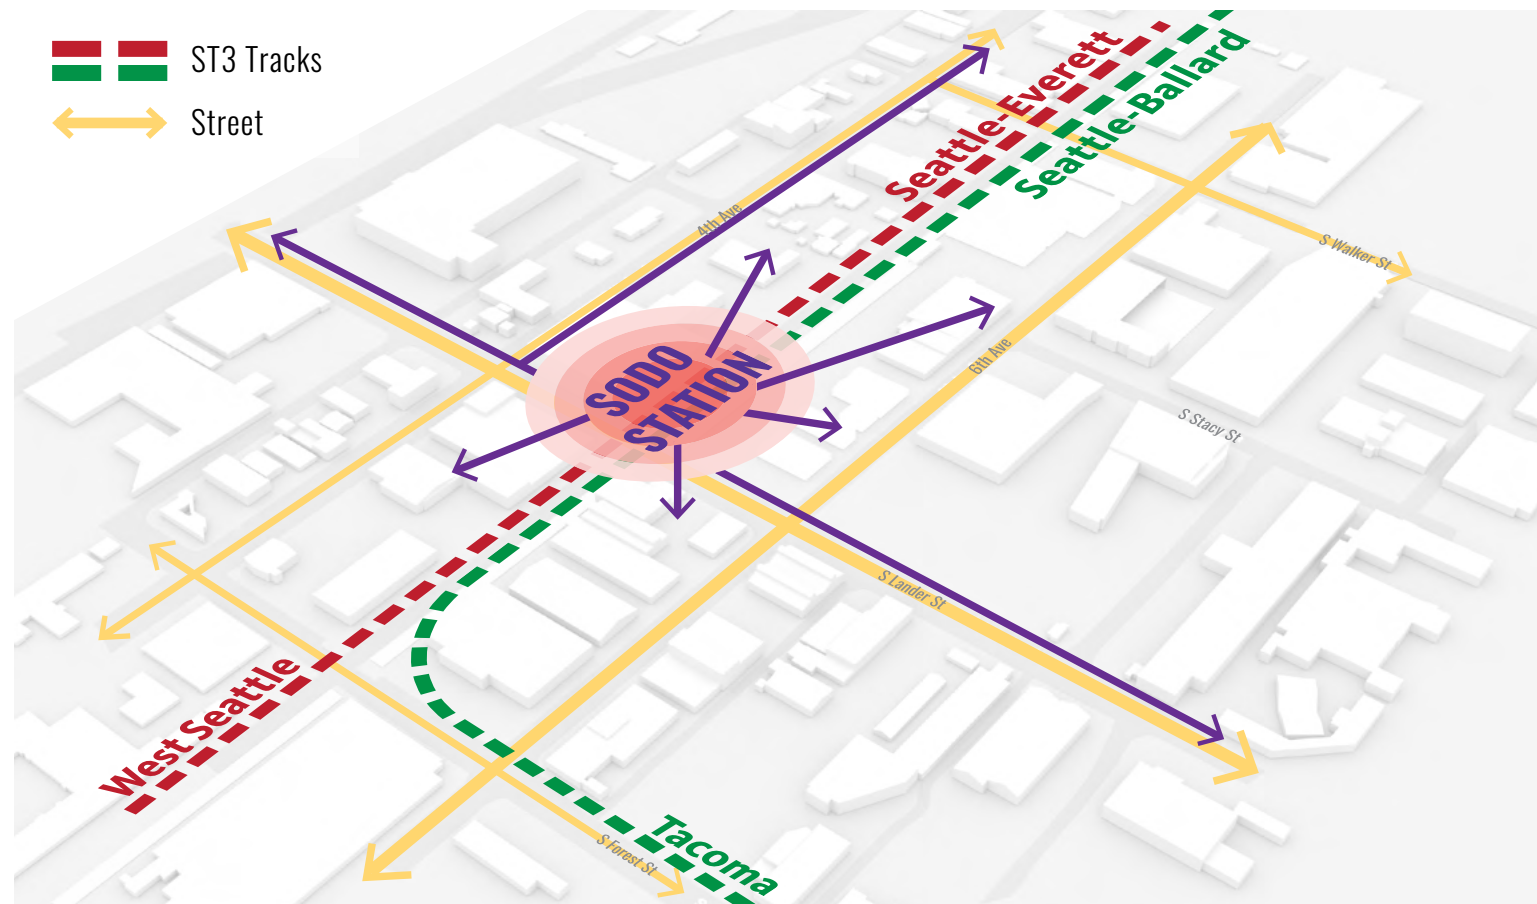 ST3 Tracks
Street
Seattle-Everett
Seattle-Ballard
4th Ave
S Walker St
6th Ave
SODO
STATION
S Stacy St
S Lander St
West Seattle
S Forest St
Tacoma